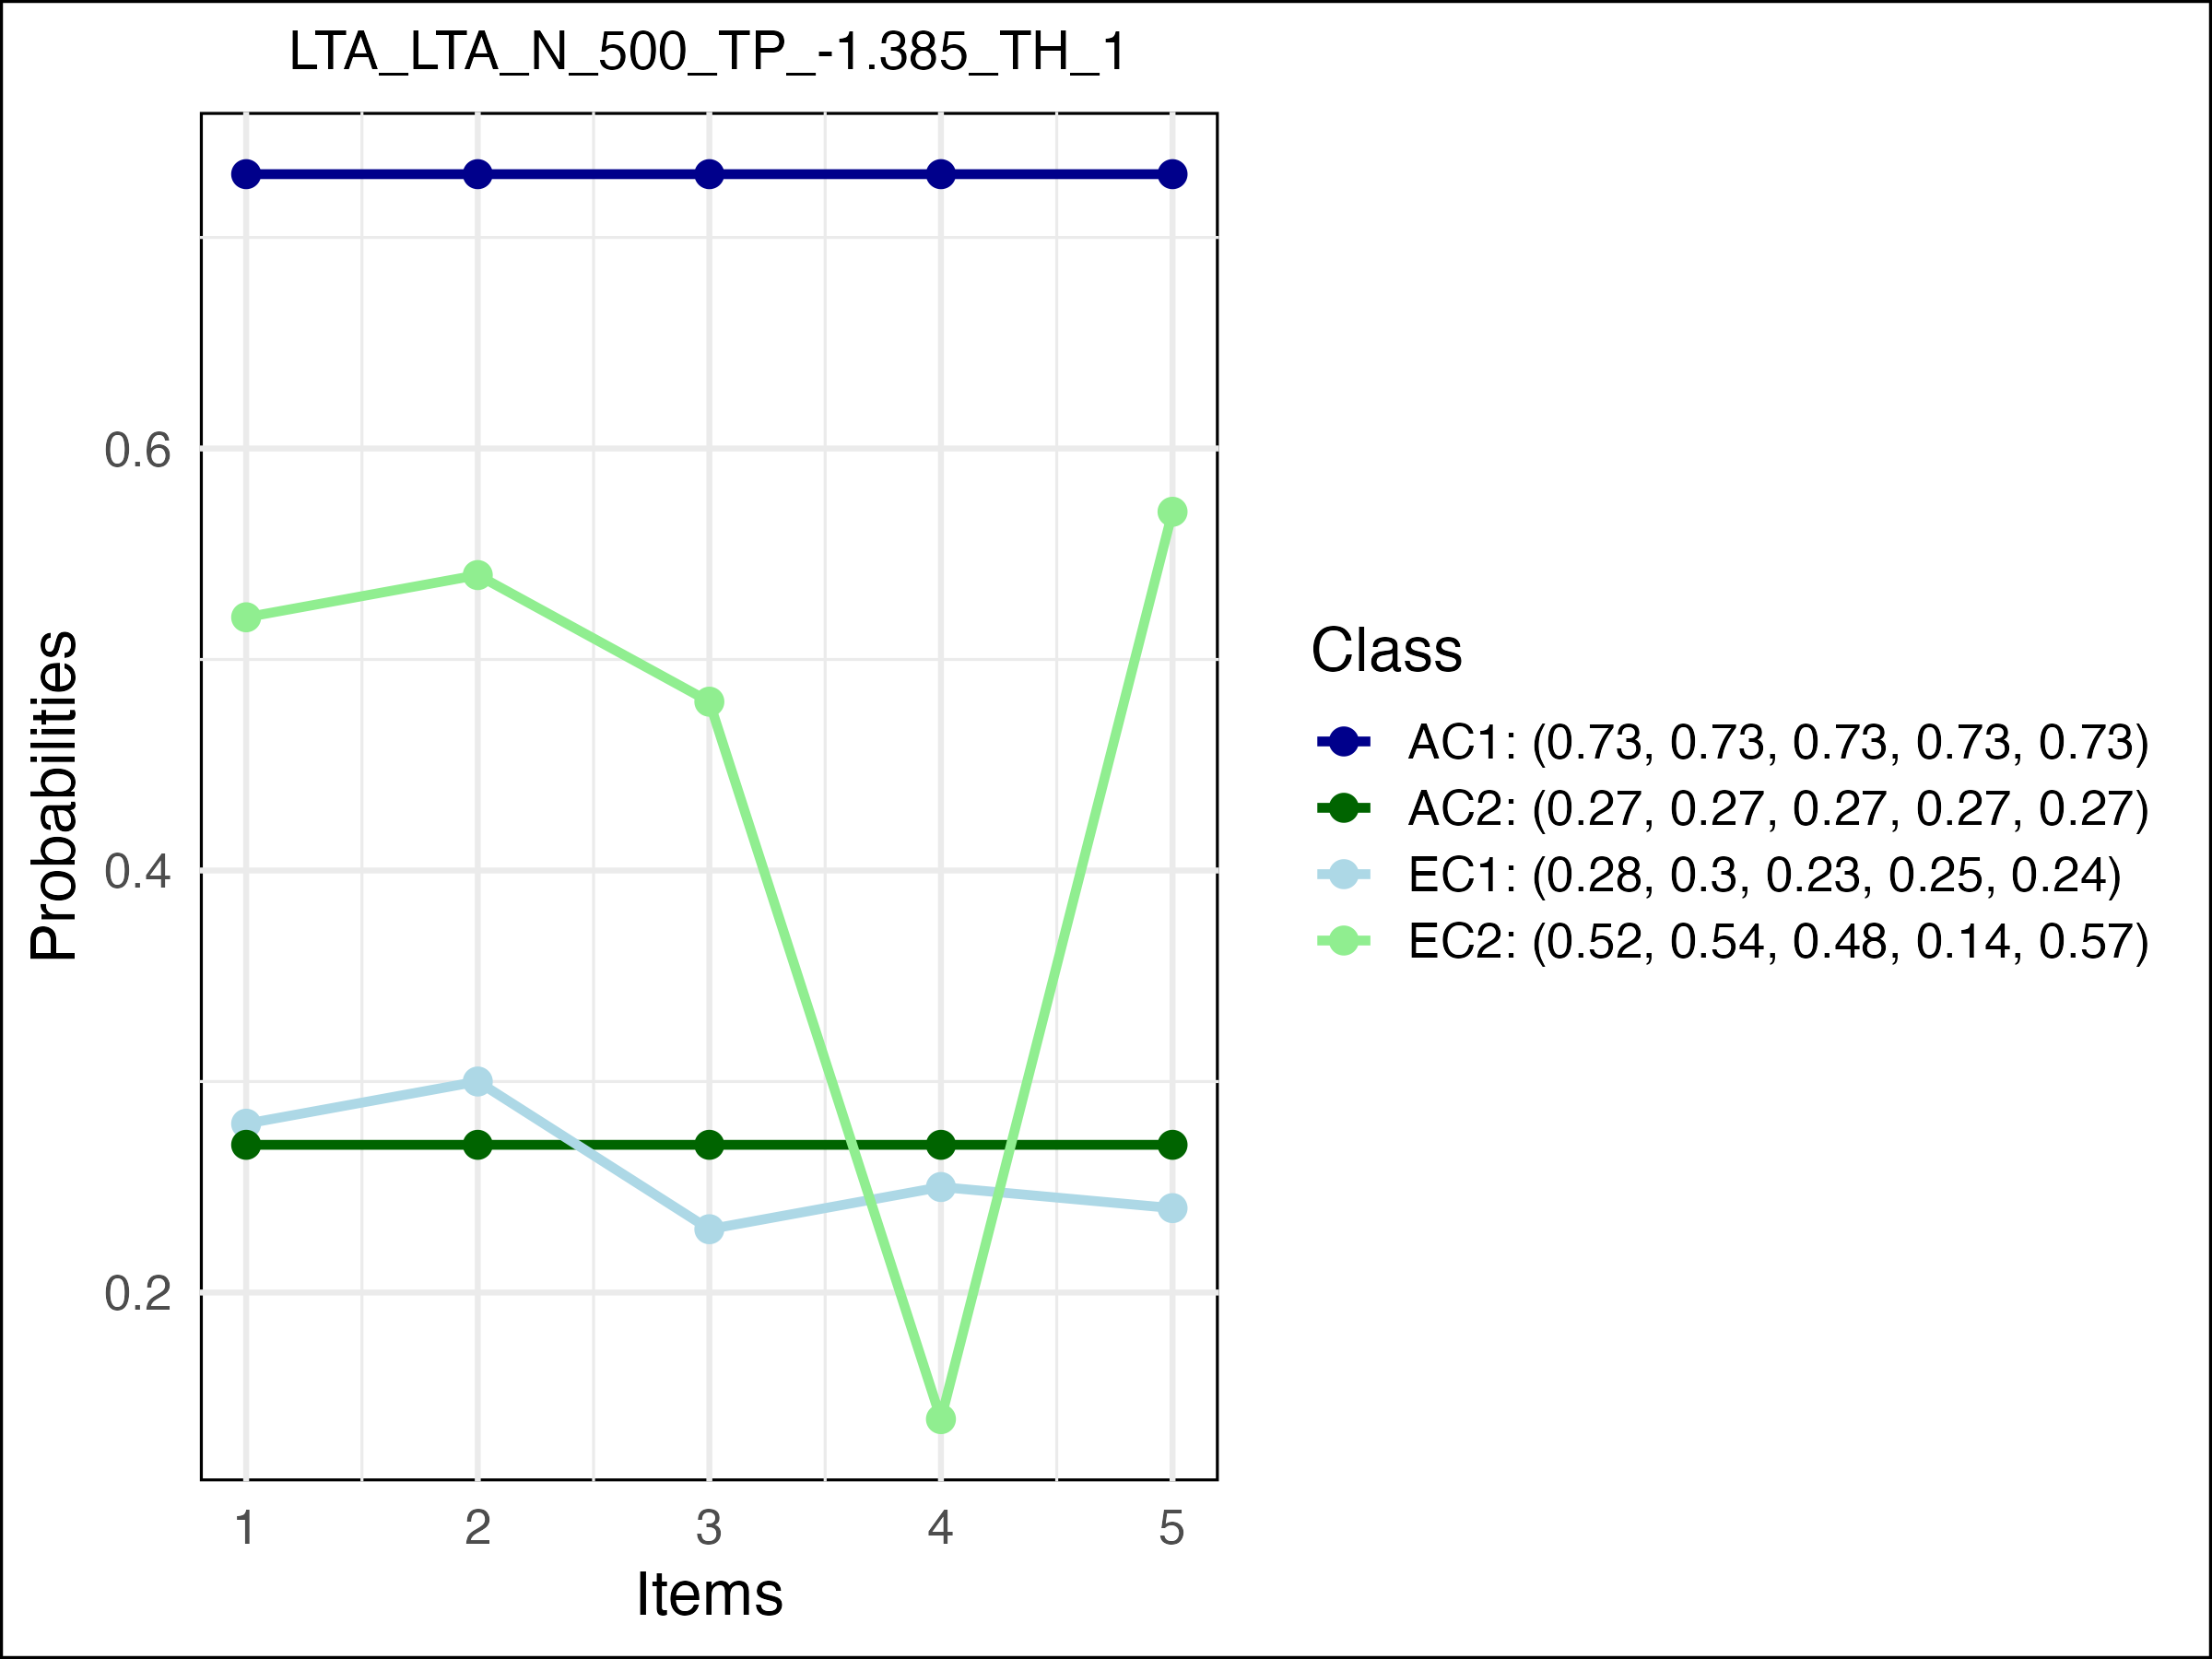 LTA_LTA_N_500_TP_-1.385_TH_1
Probabilities
0.6
0.4
0.2
1 2 3 4 5
Items
Class
AC1: (0.73, 0.73, 0.73, 0.73, 0.73)
AC2: (0.27, 0.27, 0.27, 0.27, 0.27)
EC1: (0.28, 0.3, 0.23, 0.25, 0.24)
EC2: (0.52, 0.54, 0.48, 0.14, 0.57)